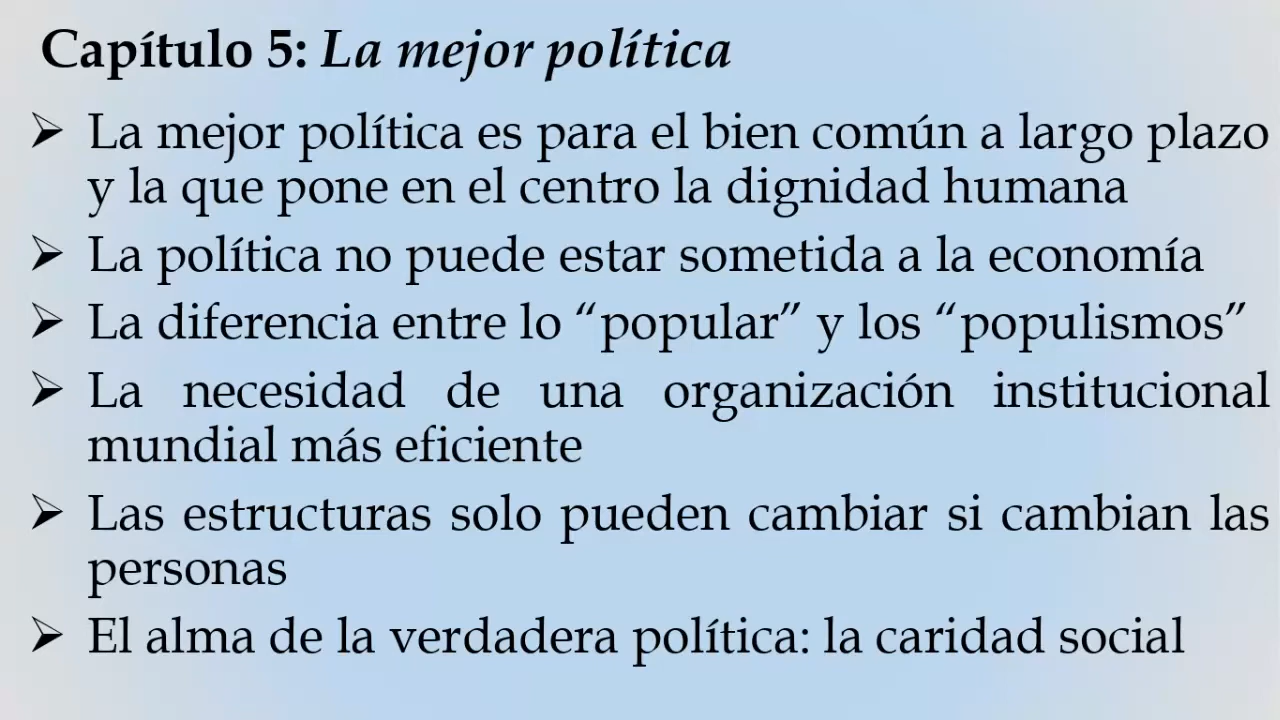 Capítulo 5: La mejor política
➢ La mejor política es para el bien común a largo plazo
y la que pone en el centro la dignidad humana
➢ La política no puede estar sometida a la economía
➢ La diferencia entre lo “popular” y los “populismos”
➢ La necesidad de una organización institucional
mundial más eficiente
➢ Las estructuras solo pueden cambiar si cambian las
personas
➢ El alma de la verdadera política: la caridad social